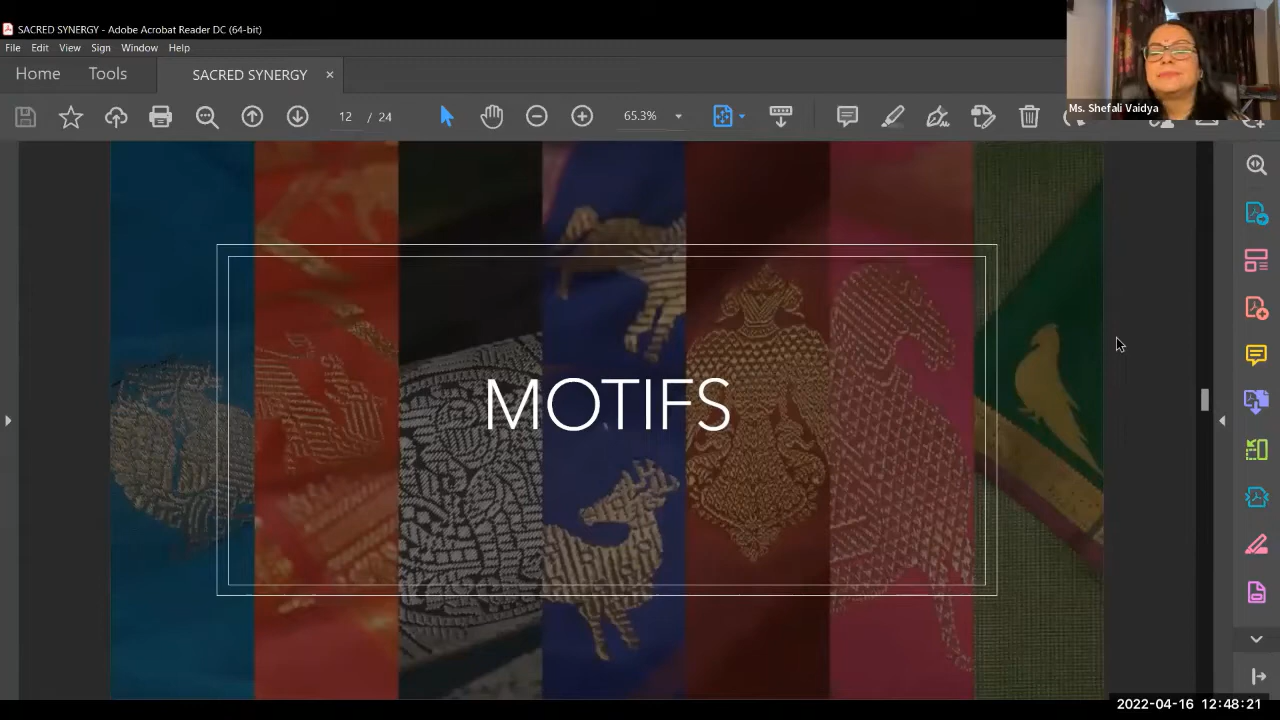 SACRED SYNERGY - Adobe Acrobat Reader DC (64-bit)
File Edit View Sign Window Help
Home Tools SACRED SYNERGY ×
12 / 24 65.3%
Ms. Shefali Vaidya
MOTIFS
2022-04-16 12:48:21